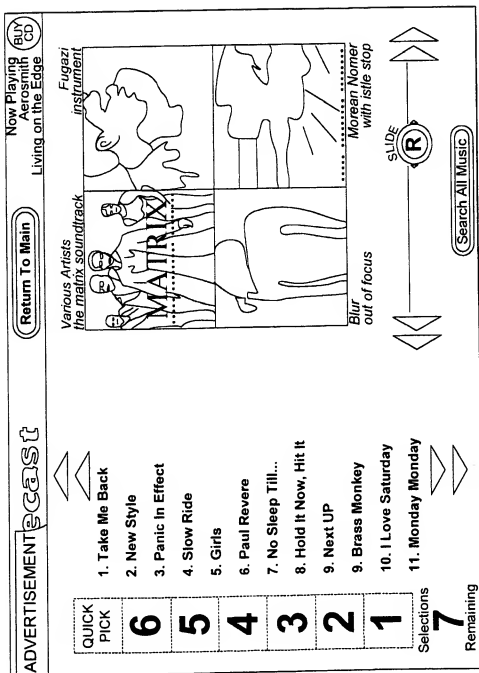 ADVERTISEMENT
ecast
Return To Main
Now Playing
Aerosmith
Living on the Edge
BUY
CD
QUICK
PICK
6
5
4
3
2
1
Selections
7
Remaining
1. Take Me Back
2. New Style
3. Panic In Effect
4. Slow Ride
5. Girls
6. Paul Revere
7. No Sleep Till...
8. Hold It Now, Hit It
9. Next UP
9. Brass Monkey
10. I Love Saturday
11. Monday Monday
Various Artists
the matrix soundtrack
MATRIX
Fugazi
instrument
Blur
out of focus
Morean Nomer
with istle stop
SLIDE
R
Search All Music